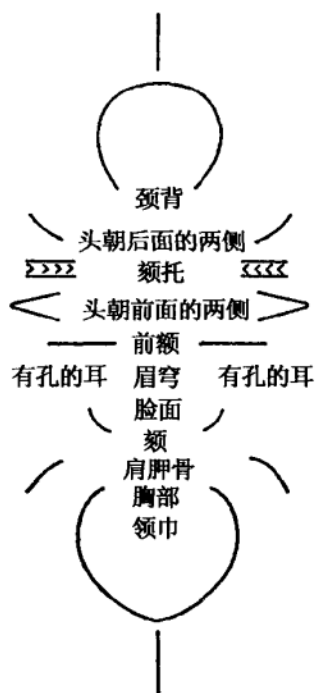 颈背
头朝后面的两侧
颏托
头朝前面的两侧
前额
有孔的耳 眉穹 有孔的耳
脸面
颏
肩胛骨
胸部
领巾